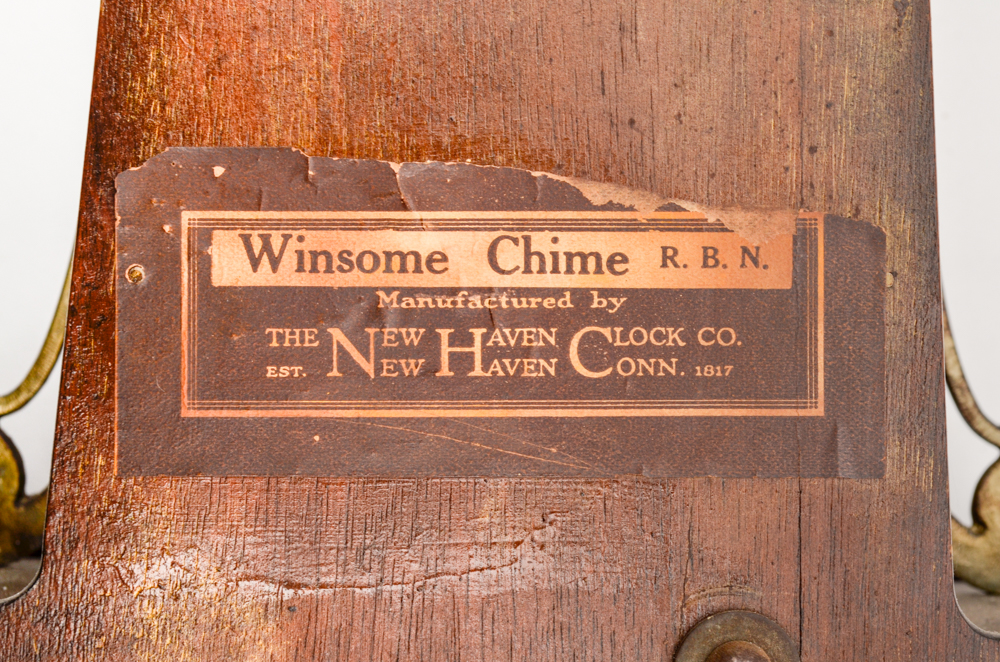 Winsome Chime R. B. N.
Manufactured by
THE NEW HAVEN CLOCK CO.
EST. NEW HAVEN CONN. 1817